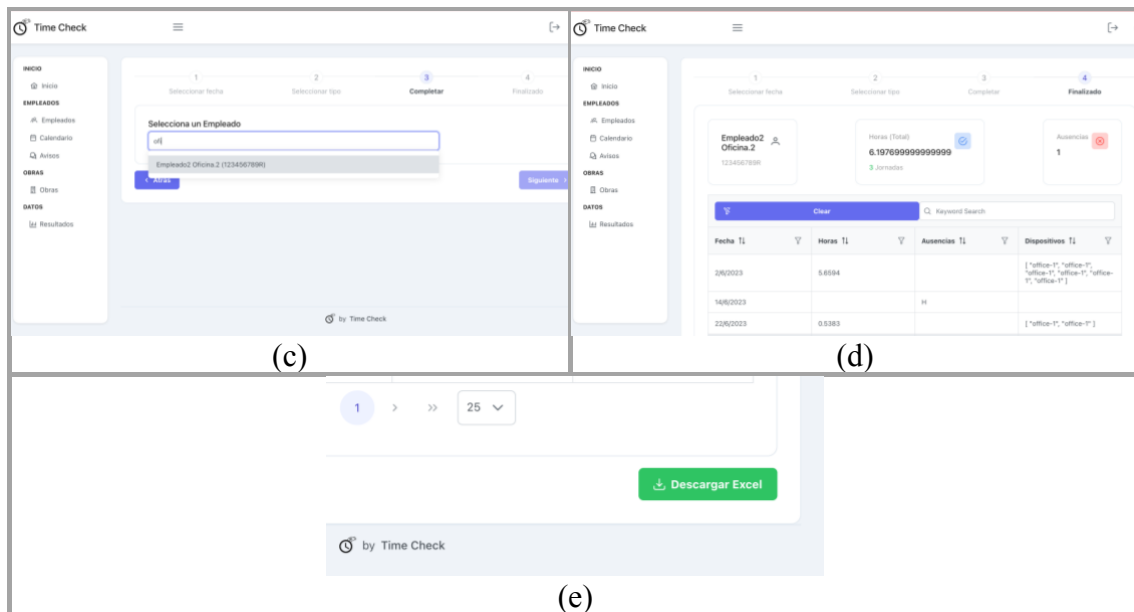 Time Check
INICIO
Inicio
EMPLEADOS
Empleados
Calendario
Avisos
OBRAS
Obras
DATOS
Resultados
1
Seleccionar fecha
2
Seleccionar tipo
3
Completar
4
Finalizado
Selecciona un Empleado
ofi
Empleado2 Oficina.2 (123456789R)
Atrás
Siguiente
by Time Check
(c)
Time Check
INICIO
Inicio
EMPLEADOS
Empleados
Calendario
Avisos
OBRAS
Obras
DATOS
Resultados
1
Seleccionar fecha
2
Seleccionar tipo
3
Completar
4
Finalizado
Empleado2
Oficina.2
123456789R
Horas (Total)
6.197699999999999
3 Jornadas
Ausencias
1
Clear
Keyword Search
Fecha Horas Ausencias Dispositivos
2/6/2023 5.6594 [ "office-1", "office-1",
"office-1", "office-1", "office-
1", "office-1" ]
14/6/2023 H
22/6/2023 0.5383 [ "office-1", "office-1" ]
(d)
1 > >> 25
Descargar Excel
by Time Check
(e)